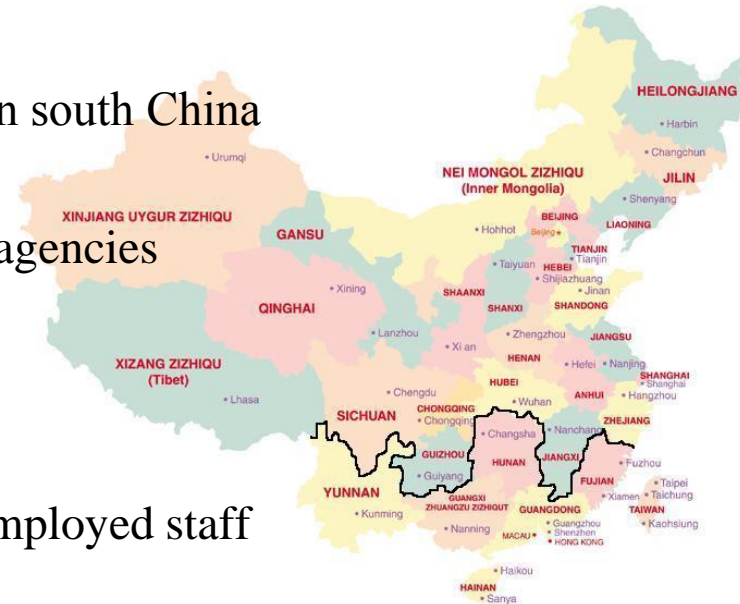 n south China
agencies
mployed staff
HEILONGJIANG
Harbin
Changchun
JILIN
Urumqi
NEI MONGOL ZIZHIQU
(Inner Mongolia)
Shenyang
LIAONING
XINJIANG UYGUR ZIZHIQU
GANSU
Hohhot
BEIJING
Beijing
TIANJIN
Tianjin
Taiyuan
HEBEI
Shijiazhuang
Xining
SHAANXI
SHANXI
Jinan
SHANDONG
QINGHAI
Lanzhou
Xi an
Zhengzhou
JIANGSU
HENAN
Hefei
Nanjing
XIZANG ZIZHIQU
(Tibet)
SHANGHAI
Shanghai
HUBEI
ANHUI
Hangzhou
Lhasa
Chengdu
Wuhan
SICHUAN
CHONGQING
Chongqing
ZHEJIANG
Changsha
Nanchang
GUIZHOU
HUNAN
JIANGXI
Fuzhou
Guiyang
FUJIAN
YUNNAN
GUANGXI
ZHUANGZU ZIZHIQUT
Xiamen
Taipei
Taichung
TAIWAN
Kaohsiung
Kunming
GUANGDONG
Guangzhou
Shenzhen
Nanning
MACAU
HONG KONG
Haikou
HAINAN
Sanya